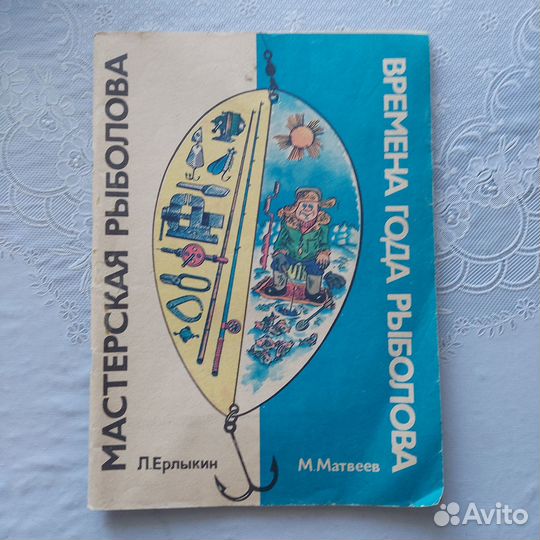 МАСТЕРСКАЯ РЫБОЛОВА
ВРЕМЕНА ГОДА РЫБОЛОВА
Л.Ерлыкин
М.Матвеев
Avito